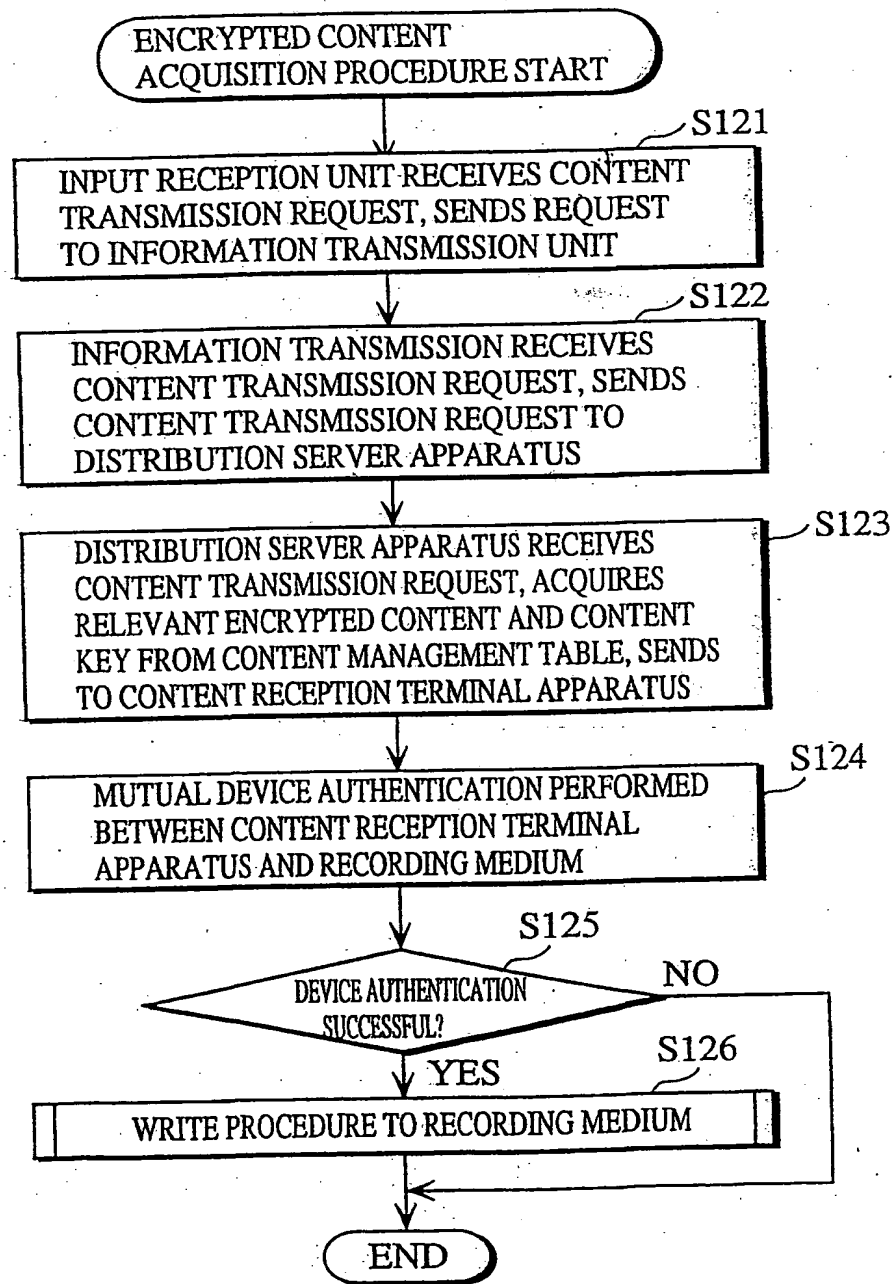 ENCRYPTED CONTENT
ACQUISITION PROCEDURE START
S121
INPUT RECEPTION UNIT RECEIVES CONTENT
TRANSMISSION REQUEST, SENDS REQUEST
TO INFORMATION TRANSMISSION UNIT
S122
INFORMATION TRANSMISSION RECEIVES
CONTENT TRANSMISSION REQUEST, SENDS
CONTENT TRANSMISSION REQUEST TO
DISTRIBUTION SERVER APPARATUS
S123
DISTRIBUTION SERVER APPARATUS RECEIVES
CONTENT TRANSMISSION REQUEST, ACQUIRES
RELEVANT ENCRYPTED CONTENT AND CONTENT
KEY FROM CONTENT MANAGEMENT TABLE, SENDS
TO CONTENT RECEPTION TERMINAL APPARATUS
S124
MUTUAL DEVICE AUTHENTICATION PERFORMED
BETWEEN CONTENT RECEPTION TERMINAL
APPARATUS AND RECORDING MEDIUM
S125
DEVICE AUTHENTICATION
SUCCESSFUL?
NO
YES
S126
WRITE PROCEDURE TO RECORDING MEDIUM
END